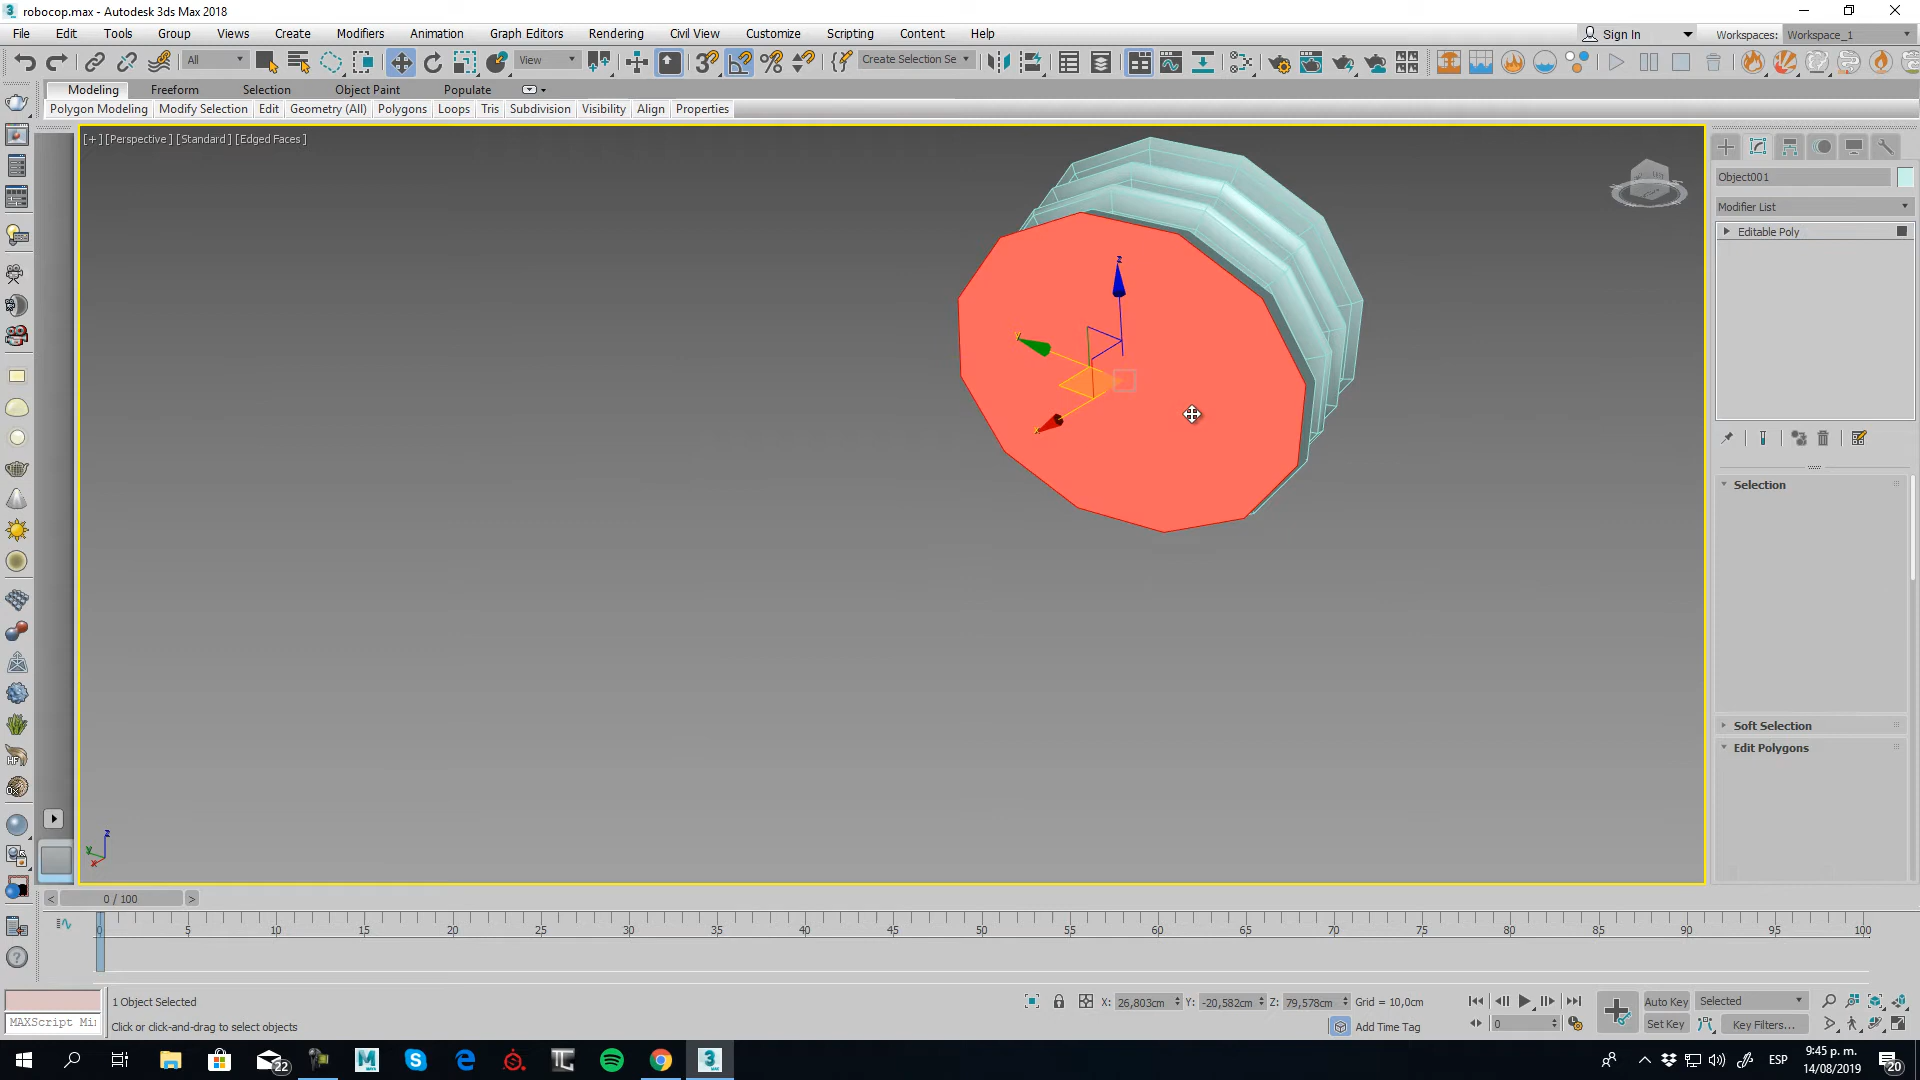 robocop.max - Autodesk 3ds Max 2018
File Edit Tools Group Views Create Modifiers Animation Graph Editors Rendering Civil View Customize Scripting Content Help
Sign In Workspaces: Workspace_1
All View Create Selection Se
Modeling Freeform Selection Object Paint Populate
Polygon Modeling Modify Selection Edit Geometry (All) Polygons Loops Tris Subdivision Visibility Align Properties
[+] [Perspective] [Standard] [Edged Faces]
Object001
Modifier List
Editable Poly
Selection
Soft Selection
Edit Polygons
z
y
x
z
y
x
< 0 / 100 >
0 5 10 15 20 25 30 35 40 45 50 55 60 65 70 75 80 85 90 95 100
1 Object Selected
X: 26,803cm Y: -20,582cm Z: 79,578cm Grid = 10,0cm
Auto Key Selected
MAXScript Mi
Click or click-and-drag to select objects
Add Time Tag
0
Set Key Key Filters...
22
ESP
9:45 p. m.
14/08/2019
20